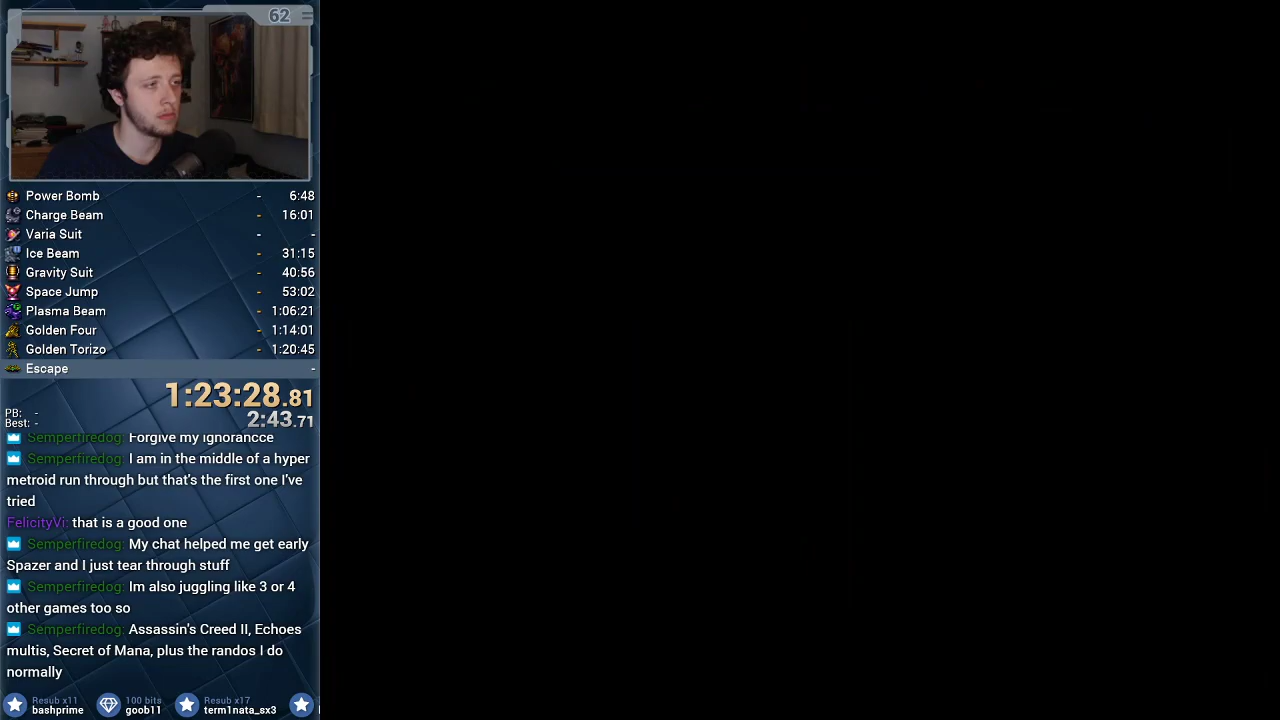 62
Power Bomb - 6:48
Charge Beam - 16:01
Varia Suit - -
Ice Beam - 31:15
Gravity Suit - 40:56
Space Jump - 53:02
Plasma Beam - 1:06:21
Golden Four - 1:14:01
Golden Torizo - 1:20:45
Escape -
1:23:28.81
PB: -
Best: -
2:43.71
Semperfiredog: Forgive my ignorancce
Semperfiredog: I am in the middle of a hyper
metroid run through but that's the first one I've
tried
FelicityVi: that is a good one
Semperfiredog: My chat helped me get early
Spazer and I just tear through stuff
Semperfiredog: Im also juggling like 3 or 4
other games too so
Semperfiredog: Assassin's Creed II, Echoes
multis, Secret of Mana, plus the randos I do
normally
Resub x11
bashprime
100 bits
goob11
Resub x17
term1nata_sx3